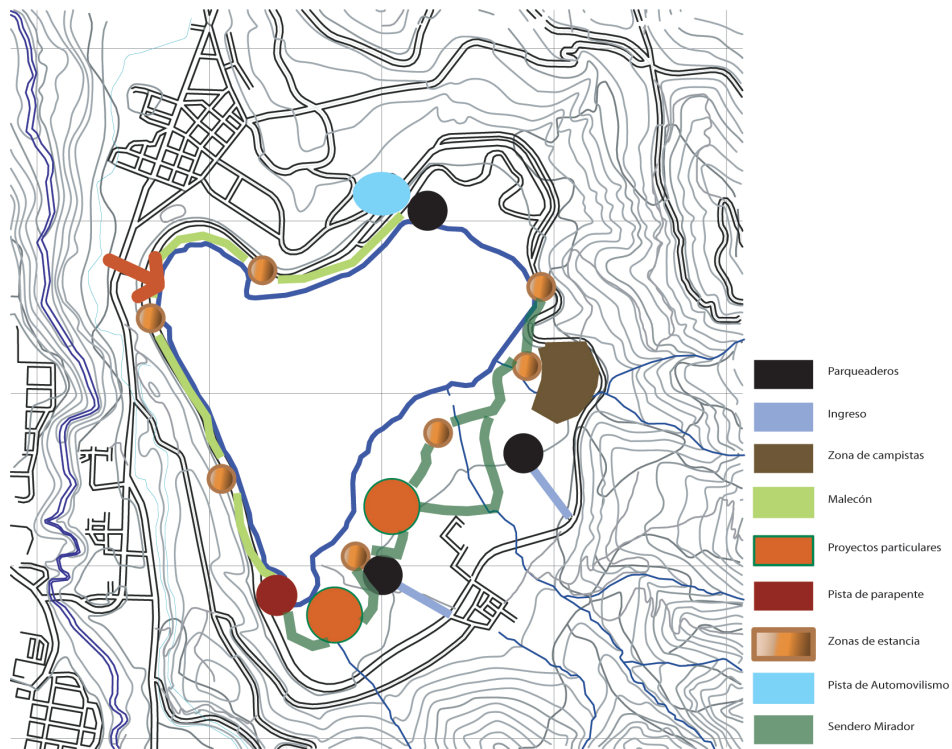 Parqueaderos
Ingreso
Zona de campistas
Malecón
Proyectos particulares
Pista de parapente
Zonas de estancia
Pista de Automovilismo
Sendero Mirador